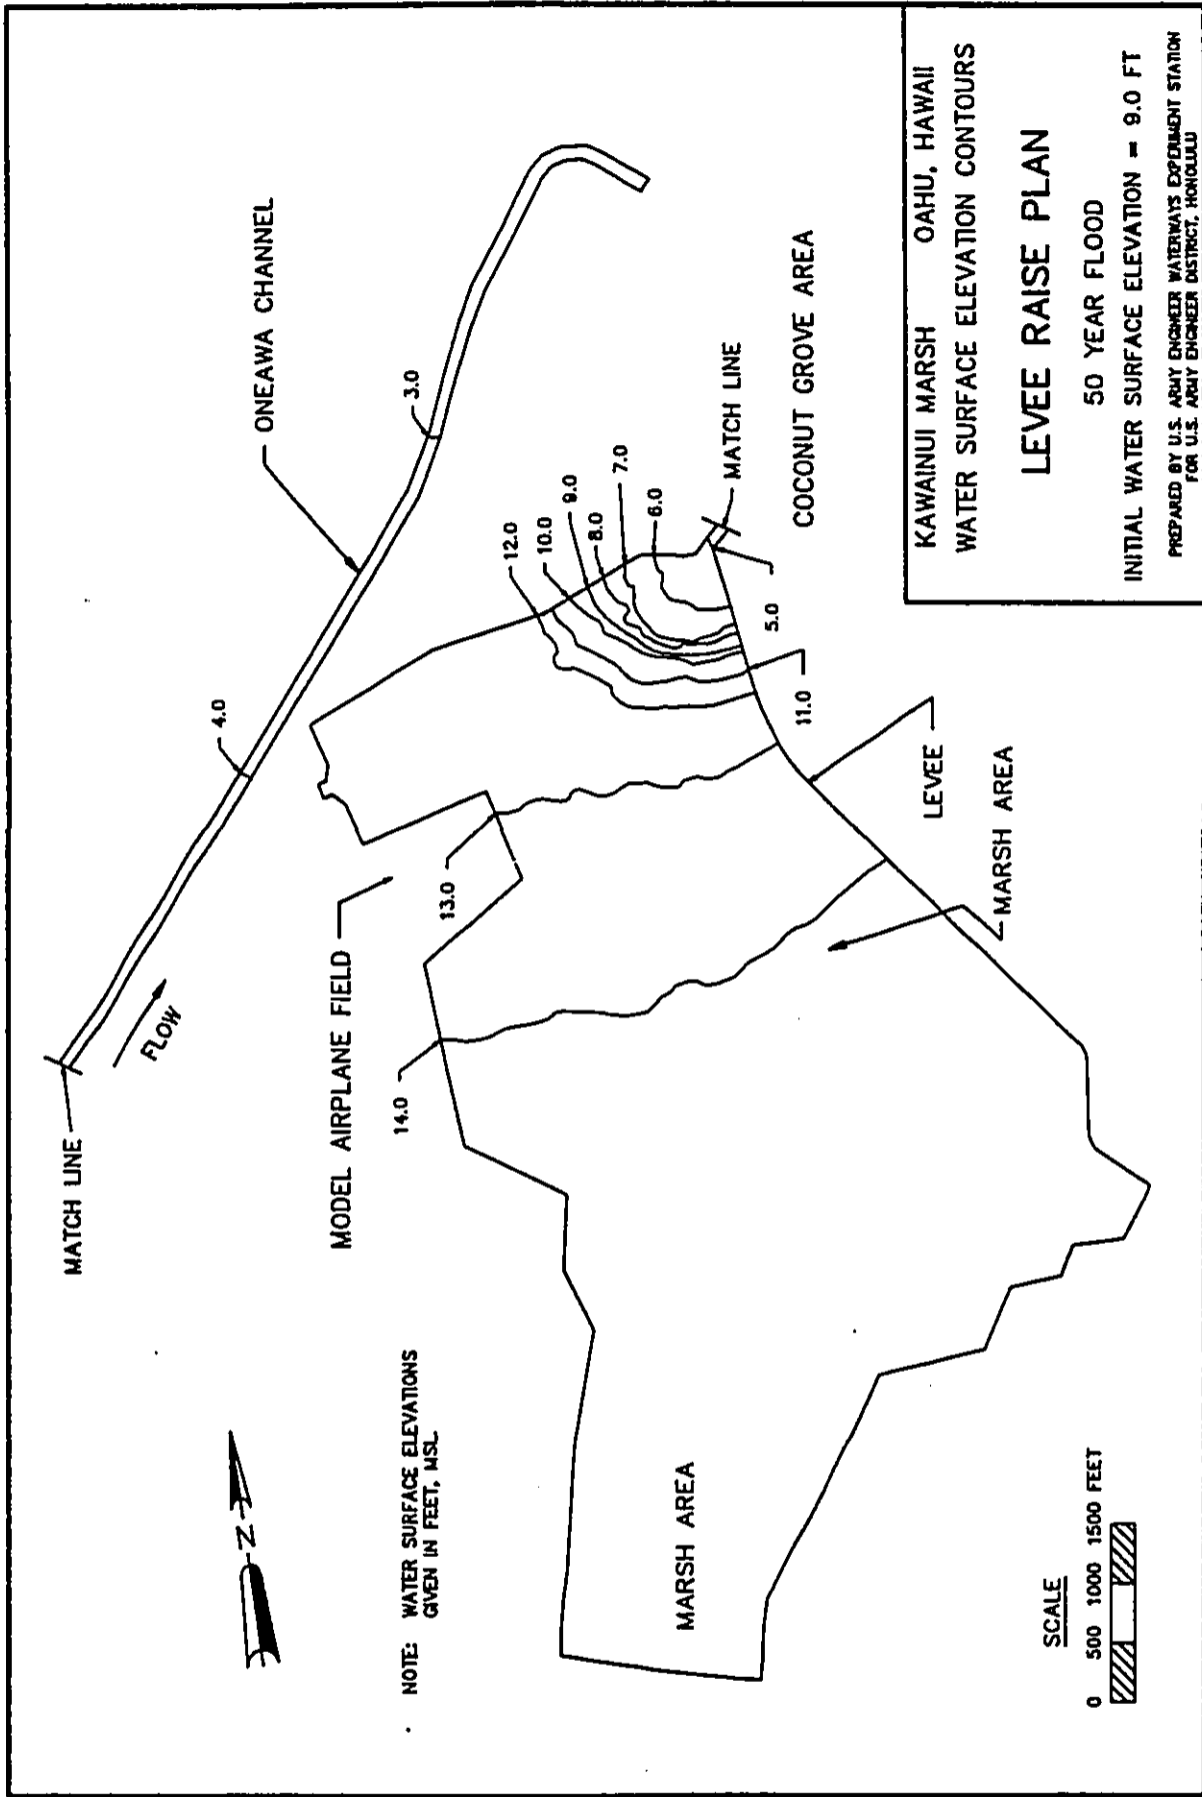 MATCH LINE
FLOW
4.0
ONEAWA CHANNEL
3.0
MODEL AIRPLANE FIELD
14.0
13.0
12.0
10.0
9.0
8.0
7.0
6.0
MATCH LINE
COCONUT GROVE AREA
5.0
11.0
LEVEE
MARSH AREA
N
NOTE: WATER SURFACE ELEVATIONS
GIVEN IN FEET, MSL.
MARSH AREA
SCALE
0 500 1000 1500 FEET
KAWAINUI MARSH OAHU, HAWAII
WATER SURFACE ELEVATION CONTOURS
LEVEE RAISE PLAN
50 YEAR FLOOD
INITIAL WATER SURFACE ELEVATION = 9.0 FT
PREPARED BY U.S. ARMY ENGINEER WATERWAYS EXPERIMENT STATION
FOR U.S. ARMY ENGINEER DISTRICT, HONOLULU